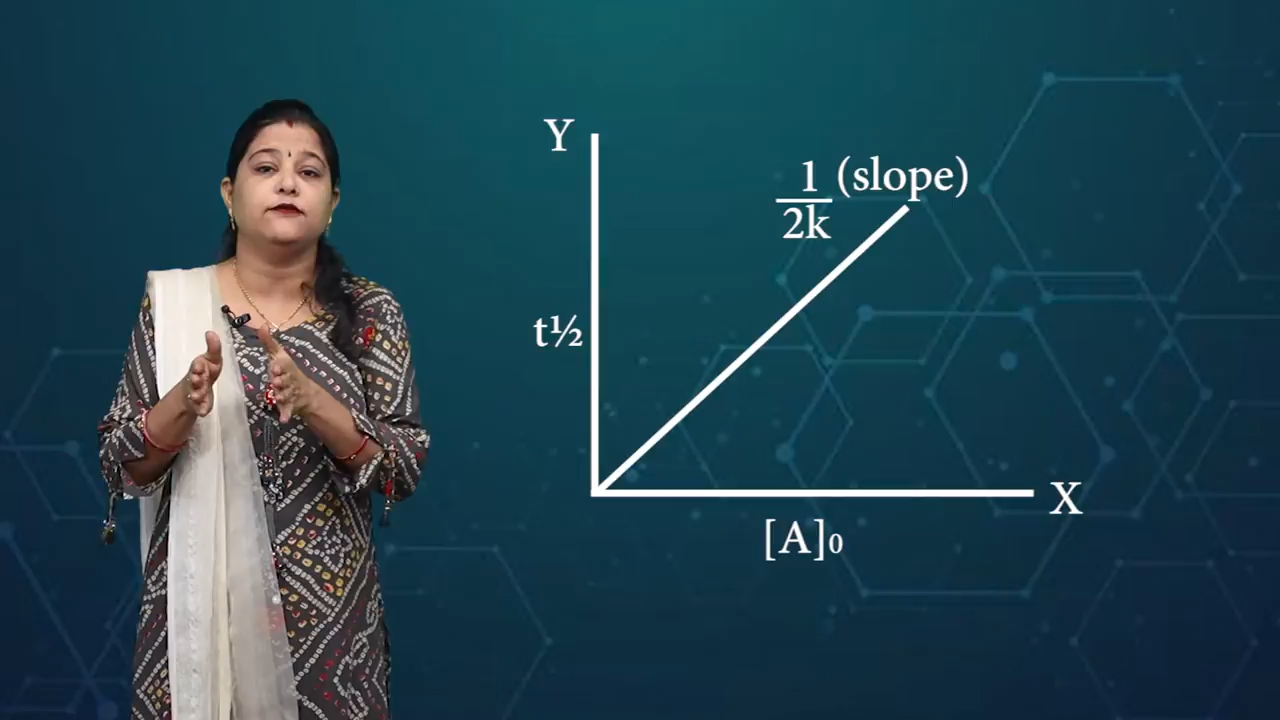 Y
1 (slope)
2k
t½
X
[A]₀